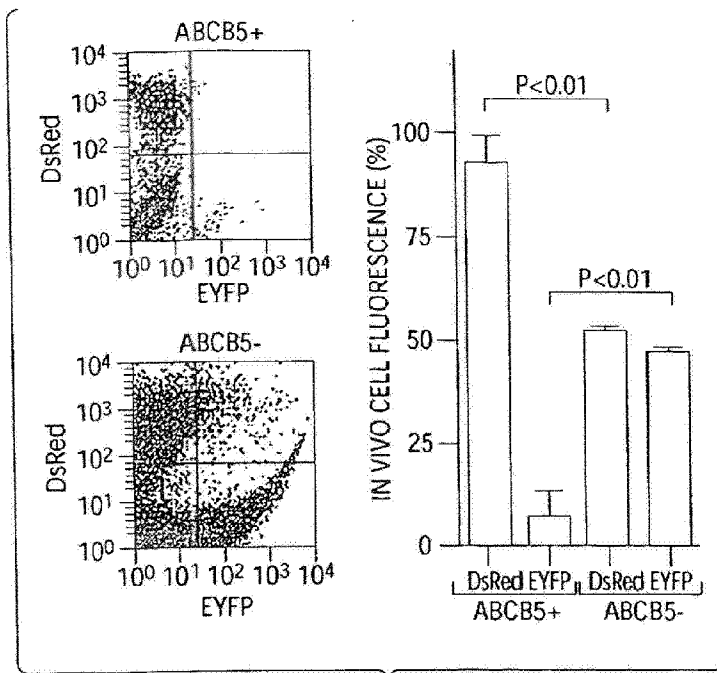 ABCB5+
10⁴
10³
10²
10¹
10⁰
DsRed
10⁰ 10¹ 10² 10³ 10⁴
EYFP
ABCB5-
10⁴
10³
10²
10¹
10⁰
DsRed
10⁰ 10¹ 10² 10³ 10⁴
EYFP
P<0.01
P<0.01
100
75
50
25
0
IN VIVO CELL FLUORESCENCE (%)
DsRed EYFP DsRed EYFP
ABCB5+ ABCB5-